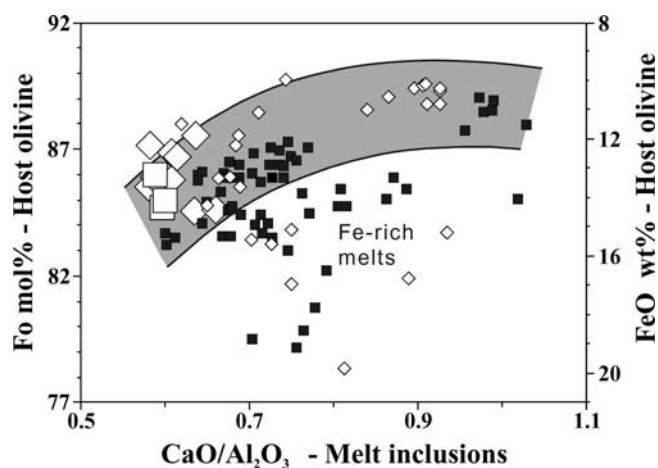 92
87
82
77
Fo mol% - Host olivine
8
12
16
20
FeO wt% - Host olivine
Fe-rich
melts
0.5
0.7
0.9
1.1
CaO/Al₂O₃ - Melt inclusions